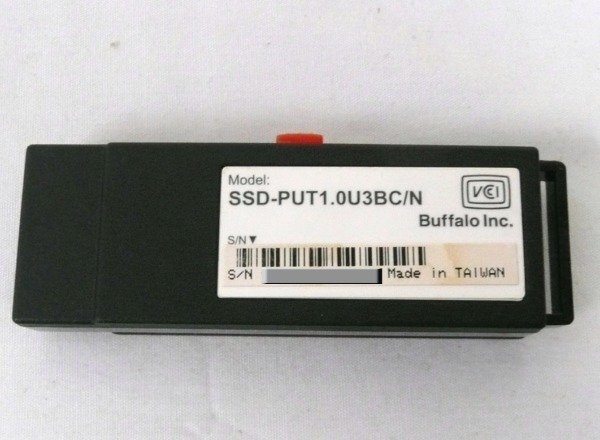 Model:
SSD-PUT1.0U3BC/N
VCI
Buffalo Inc.
S/N▼
S/N Made in TAIWAN